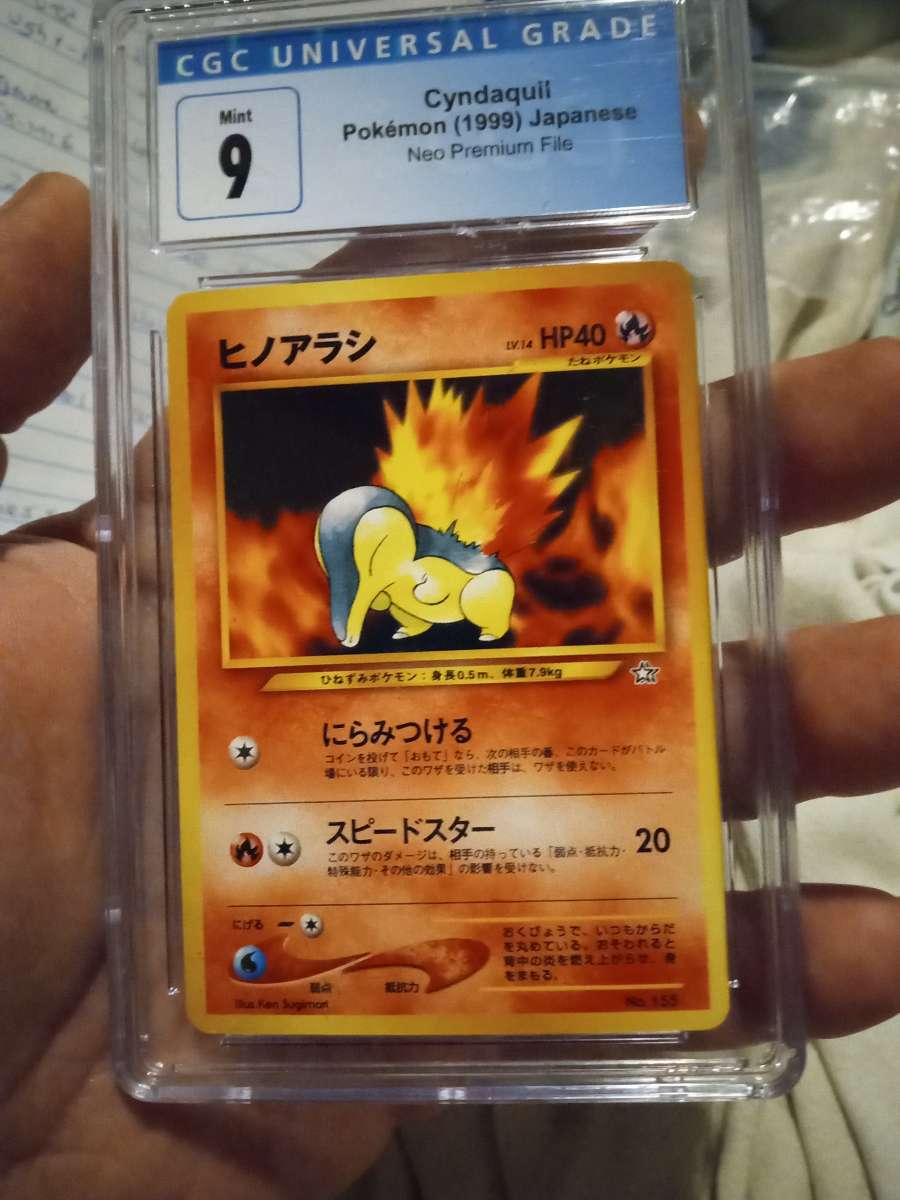 CGC UNIVERSAL GRADE
Mint
9
Cyndaquil
Pokémon (1999) Japanese
Neo Premium File
ヒノアラシ
LV.14 HP40
たねポケモン
ひねずみポケモン：身長0.5m、体重7.9kg
にらみつける
コインを投げて「おもて」なら、次の相手の番、このカードがバトル
場にいる限り、このワザを受けた相手は、ワザを使えない。
スピードスター
20
このワザのダメージは、相手の持っている「弱点・抵抗力・
特殊能力・その他の効果」の影響を受けない。
にげる
弱点
抵抗力
おくびょうで、いつもからだ
を丸めている。おそわれると
背中の炎を燃え上がらせ、身
をまもる。
Illus. Ken Sugimori
No. 155